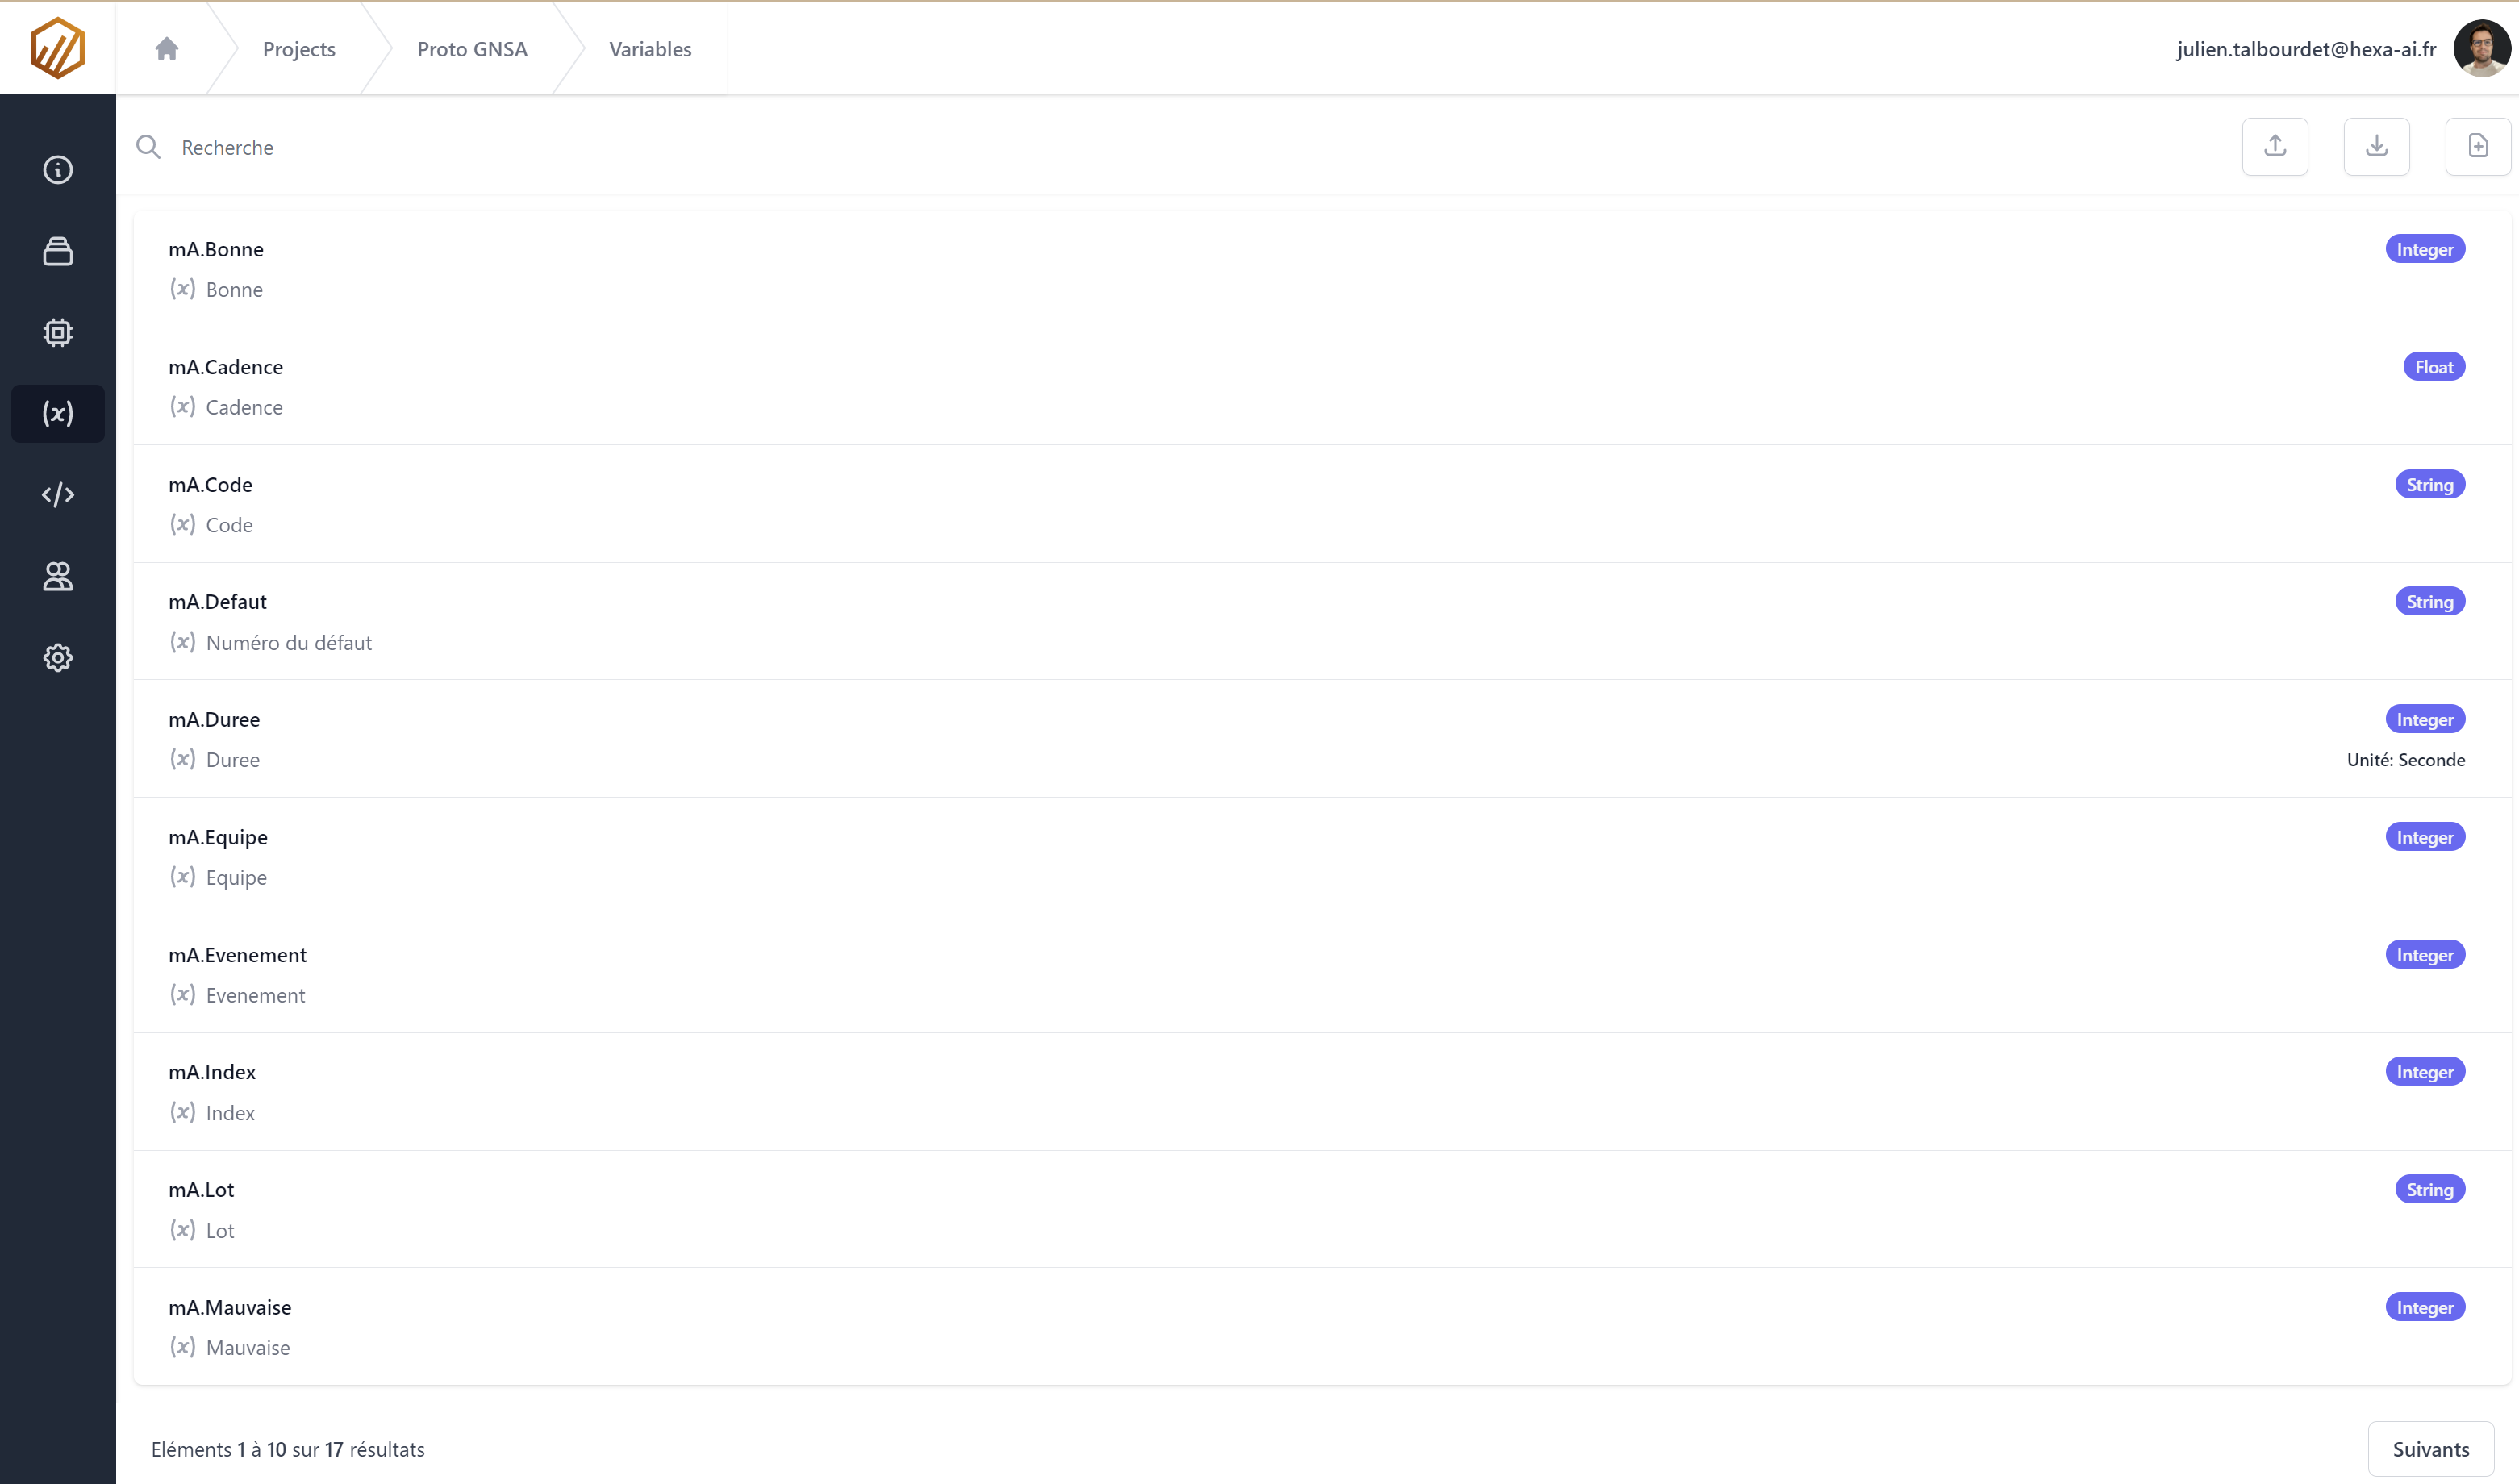 Projects
Proto GNSA
Variables
julien.talbourdet@hexa-ai.fr
Recherche
mA.Bonne
Integer
(x) Bonne
mA.Cadence
Float
(x) Cadence
mA.Code
String
(x) Code
mA.Defaut
String
(x) Numéro du défaut
mA.Duree
Integer
(x) Duree
Unité: Seconde
mA.Equipe
Integer
(x) Equipe
mA.Evenement
Integer
(x) Evenement
mA.Index
Integer
(x) Index
mA.Lot
String
(x) Lot
mA.Mauvaise
Integer
(x) Mauvaise
Eléments 1 à 10 sur 17 résultats
Suivants